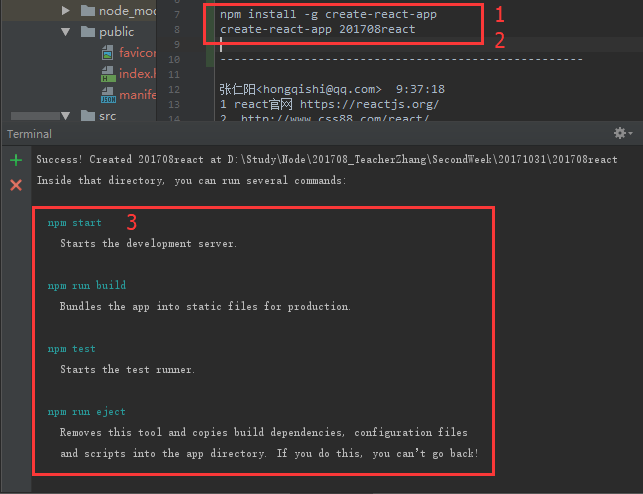 node_mod
public
favicon
index.h
manife
src
7 npm install -g create-react-app 1
8 create-react-app 201708react 2
9
10 --------------------------------------------------
11
12 张仁阳<hongqishi@qq.com> 9:37:18
13 1 react官网 https://reactjs.org/
14 2 http://www.css88.com/react/
Terminal
Success! Created 201708react at D:\Study\Node\201708_TeacherZhang\SecondWeek\20171031\201708react
Inside that directory, you can run several commands:
npm start 3
Starts the development server.
npm run build
Bundles the app into static files for production.
npm test
Starts the test runner.
npm run eject
Removes this tool and copies build dependencies, configuration files
and scripts into the app directory. If you do this, you can't go back!